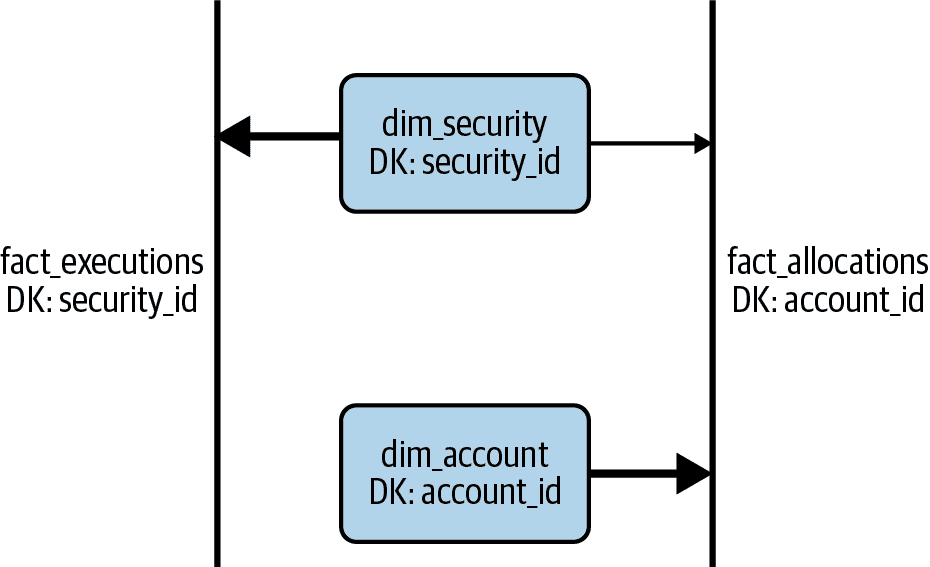 dim_security
DK: security_id
fact_executions
DK: security_id
fact_allocations
DK: account_id
dim_account
DK: account_id